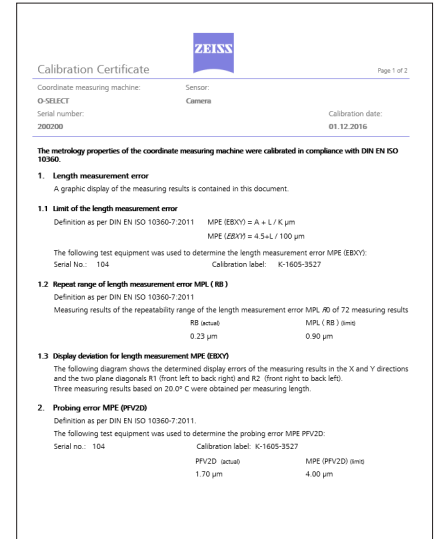 ZEISS
Calibration Certificate
Page 1 of 2
Coordinate measuring machine: Sensor:
O-SELECT Camera
Serial number: Calibration date:
200200 01.12.2016
The metrology properties of the coordinate measuring machine were calibrated in compliance with DIN EN ISO
10360.
1. Length measurement error
A graphic display of the measuring results is contained in this document.
1.1 Limit of the length measurement error
Definition as per DIN EN ISO 10360-7:2011 MPE (EBXY) = A + L / K µm
MPE (EBXY) = 4.5+L / 100 µm
The following test equipment was used to determine the length measurement error MPE (EBXY):
Serial No.: 104 Calibration label: K-1605-3527
1.2 Repeat range of length measurement error MPL ( RB )
Definition as per DIN EN ISO 10360-7:2011
Measuring results of the repeatability range of the length measurement error MPL of 72 measuring results
RB (actual) MPL ( RB ) (limit)
0.23 µm 0.90 µm
1.3 Display deviation for length measurement MPE (EBXY)
The following diagram shows the determined display errors of the measuring results in the X and Y directions
and the two plane diagonals R1 (front left to back right) and R2 (front right to back left).
Three measuring results based on 20.0° C were obtained per measuring length.
2. Probing error MPE (PFV2D)
Definition as per DIN EN ISO 10360-7:2011.
The following test equipment was used to determine the probing error MPE PFV2D:
Serial no.: 104 Calibration label: K-1605-3527
PFV2D (actual) MPE (PFV2D) (limit)
1.70 µm 4.00 µm